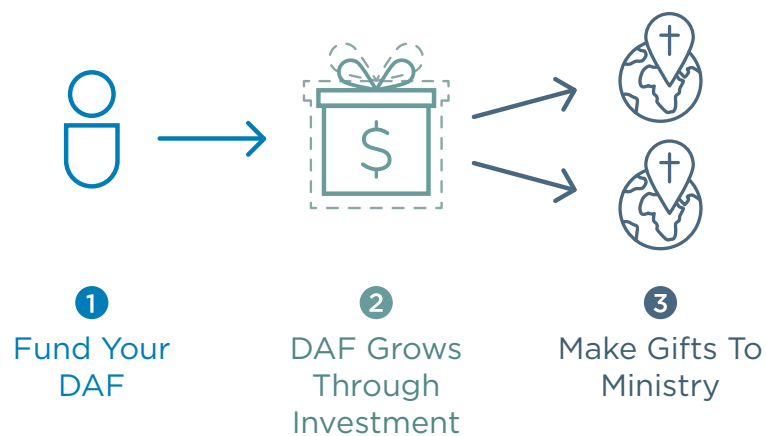 $
1
Fund Your
DAF
2
DAF Grows
Through
Investment
3
Make Gifts To
Ministry